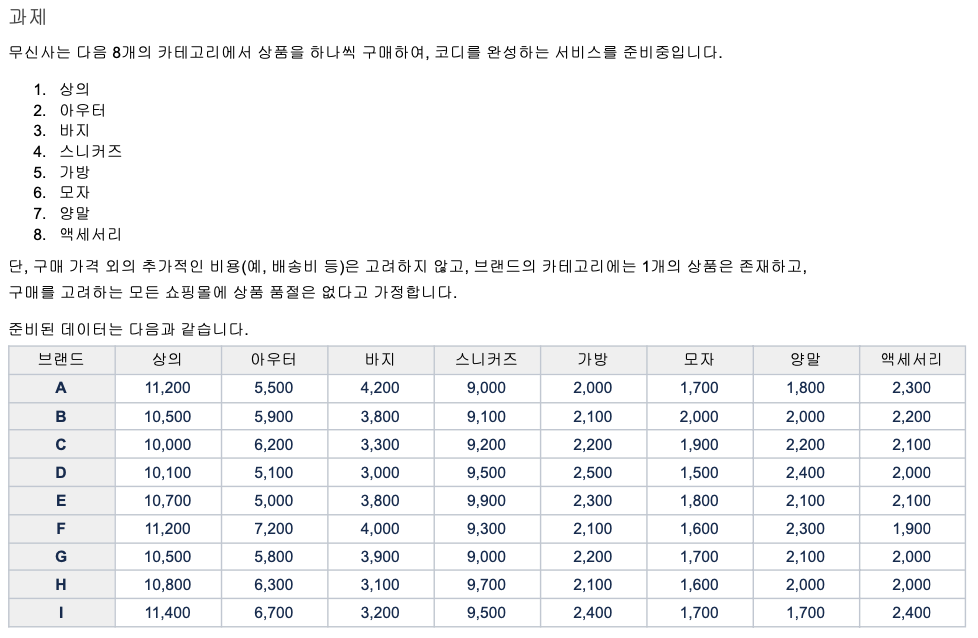 과제
무신사는 다음 8개의 카테고리에서 상품을 하나씩 구매하여, 코디를 완성하는 서비스를 준비중입니다.
1. 상의
2. 아우터
3. 바지
4. 스니커즈
5. 가방
6. 모자
7. 양말
8. 액세서리
단, 구매 가격 외의 추가적인 비용(예, 배송비 등)은 고려하지 않고, 브랜드의 카테고리에는 1개의 상품은 존재하고,
구매를 고려하는 모든 쇼핑몰에 상품 품절은 없다고 가정합니다.
준비된 데이터는 다음과 같습니다.
브랜드 상의 아우터 바지 스니커즈 가방 모자 양말 액세서리
A 11,200 5,500 4,200 9,000 2,000 1,700 1,800 2,300
B 10,500 5,900 3,800 9,100 2,100 2,000 2,000 2,200
C 10,000 6,200 3,300 9,200 2,200 1,900 2,200 2,100
D 10,100 5,100 3,000 9,500 2,500 1,500 2,400 2,000
E 10,700 5,000 3,800 9,900 2,300 1,800 2,100 2,100
F 11,200 7,200 4,000 9,300 2,100 1,600 2,300 1,900
G 10,500 5,800 3,900 9,000 2,200 1,700 2,100 2,000
H 10,800 6,300 3,100 9,700 2,100 1,600 2,000 2,000
I 11,400 6,700 3,200 9,500 2,400 1,700 1,700 2,400